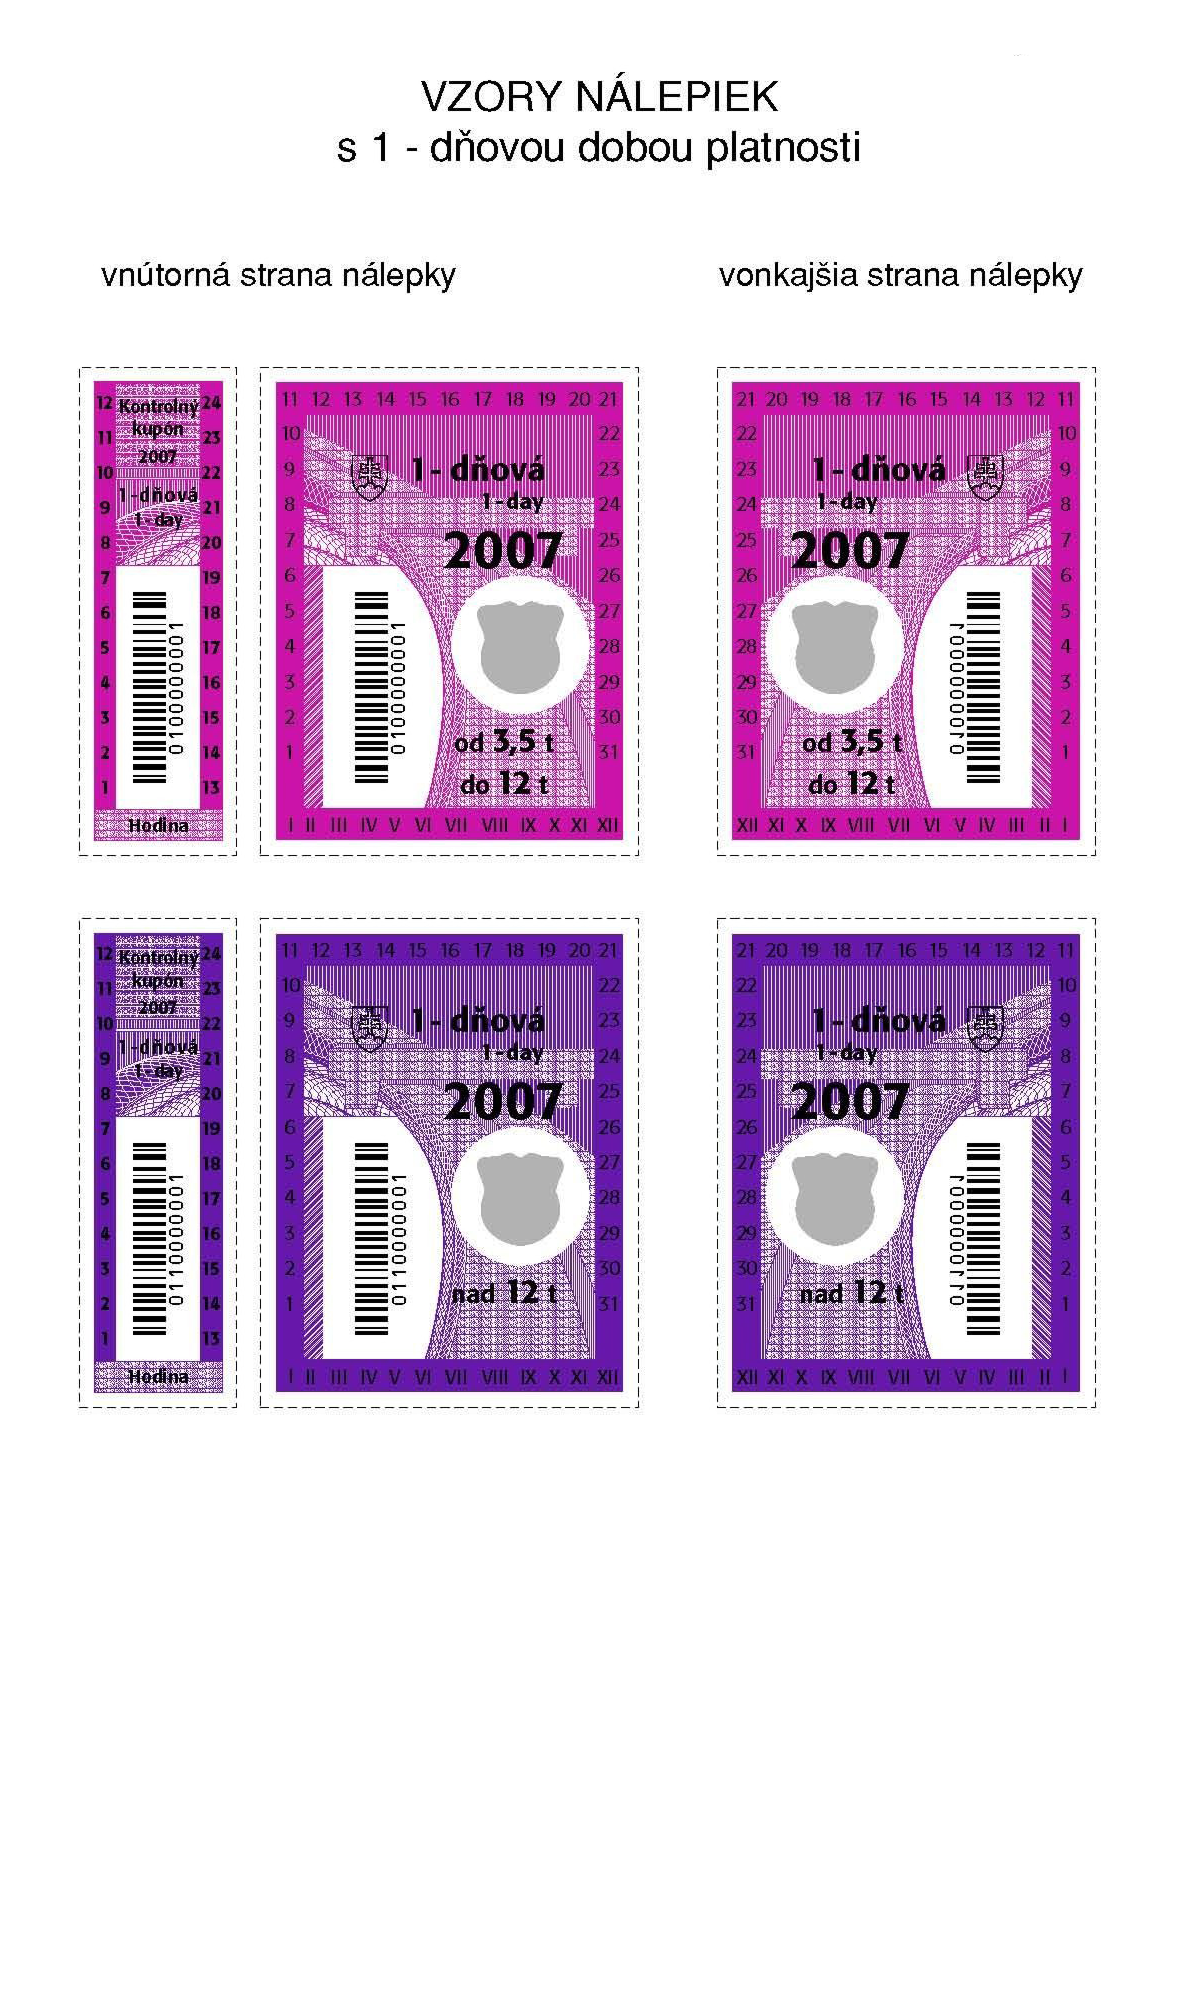 VZORY NÁLEPIEK
s 1 - dňovou dobou platnosti
vnútorná strana nálepky
vonkajšia strana nálepky
12 Kontrolný 24
11 kupón 23
2007
10 22
1-dňová
9 21
1- day
8 20
7 19
6 18
5 17
4 16
3 15
2 14
1 13
0100000001
Hodina
11 12 13 14 15 16 17 18 19 20 21
10 22
9 1- dňová 23
8 1-day 24
7 2007 25
6 26
5 27
4 28
3 29
2 30
1 31
0100000001
od 3,5 t
do 12 t
I II III IV V VI VII VIII IX X XI XII
21 20 19 18 17 16 15 14 13 12 11
22 10
23 1- dňová 9
24 1-day 8
25 2007 7
26 6
27 5
28 4
29 3
30 2
31 1
0100000001
od 3,5 t
do 12 t
XII XI X IX VIII VII VI V IV III II I
12 Kontrolný 24
11 kupón 23
2007
10 22
1-dňová
9 21
1- day
8 20
7 19
6 18
5 17
4 16
3 15
2 14
1 13
0110000001
Hodina
11 12 13 14 15 16 17 18 19 20 21
10 22
9 1- dňová 23
8 1-day 24
7 2007 25
6 26
5 27
4 28
3 29
2 30
1 31
0110000001
nad 12 t
I II III IV V VI VII VIII IX X XI XII
21 20 19 18 17 16 15 14 13 12 11
22 10
23 1- dňová 9
24 1-day 8
25 2007 7
26 6
27 5
28 4
29 3
30 2
31 1
0110000001
nad 12 t
XII XI X IX VIII VII VI V IV III II I